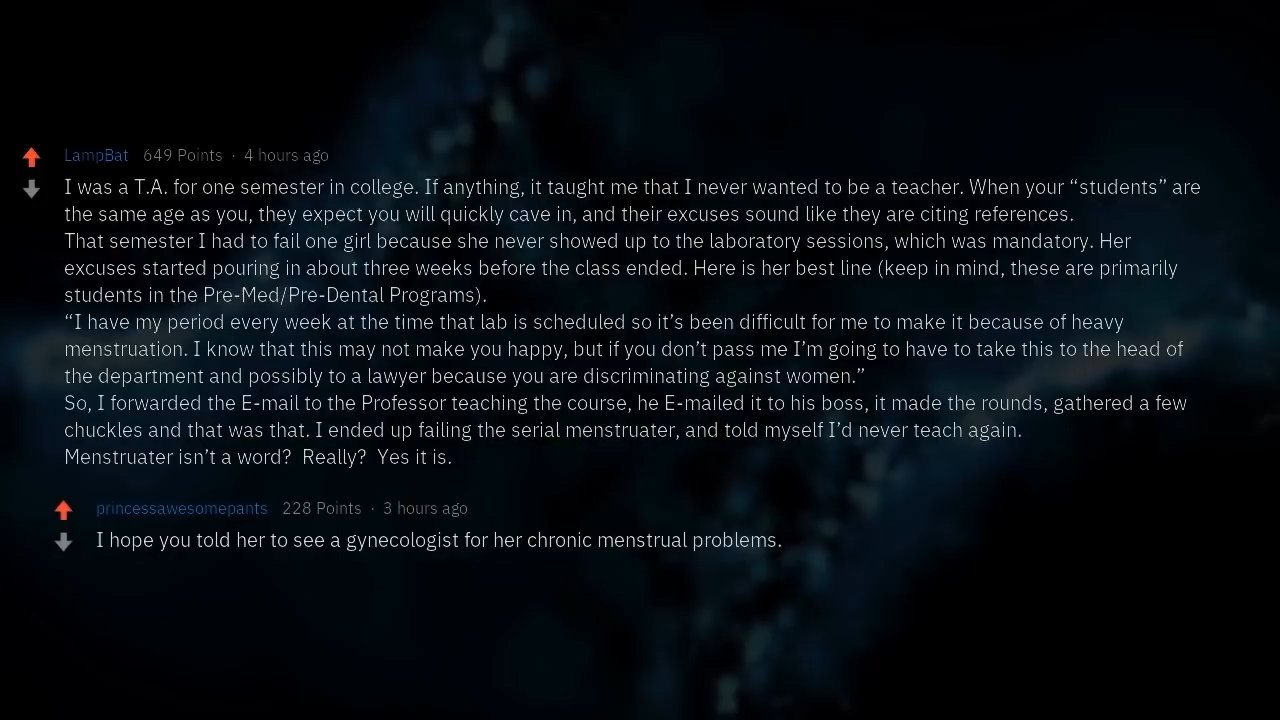 LampBat 649 Points · 4 hours ago
I was a T.A. for one semester in college. If anything, it taught me that I never wanted to be a teacher. When your “students” are
the same age as you, they expect you will quickly cave in, and their excuses sound like they are citing references.
That semester I had to fail one girl because she never showed up to the laboratory sessions, which was mandatory. Her
excuses started pouring in about three weeks before the class ended. Here is her best line (keep in mind, these are primarily
students in the Pre-Med/Pre-Dental Programs).
“I have my period every week at the time that lab is scheduled so it’s been difficult for me to make it because of heavy
menstruation. I know that this may not make you happy, but if you don’t pass me I’m going to have to take this to the head of
the department and possibly to a lawyer because you are discriminating against women.”
So, I forwarded the E-mail to the Professor teaching the course, he E-mailed it to his boss, it made the rounds, gathered a few
chuckles and that was that. I ended up failing the serial menstruater, and told myself I’d never teach again.
Menstruater isn’t a word? Really? Yes it is.
princessawesomepants 228 Points · 3 hours ago
I hope you told her to see a gynecologist for her chronic menstrual problems.